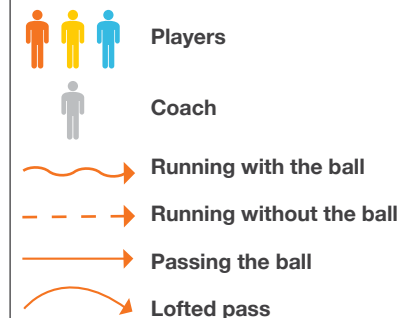 Players
Coach
Running with the ball
Running without the ball
Passing the ball
Lofted pass